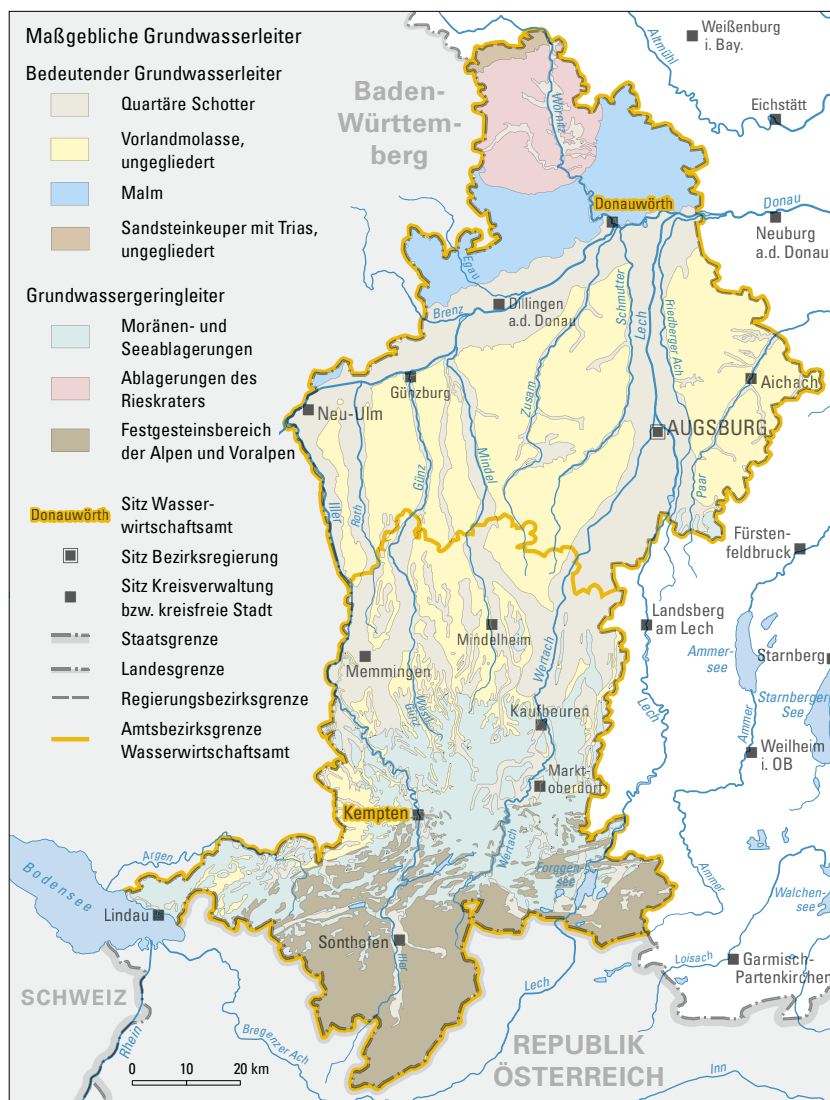 Maßgebliche Grundwasserleiter
Bedeutender Grundwasserleiter
Quartäre Schotter
Vorlandmolasse,
ungegliedert
Malm
Sandsteinkeuper mit Trias,
ungegliedert
Grundwassergeringleiter
Moränen- und
Seeablagerungen
Ablagerungen des
Rieskraters
Festgesteinsbereich
der Alpen und Voralpen
Donauwörth
Sitz Wasser-
wirtschaftsamt
Sitz Bezirksregierung
Sitz Kreisverwaltung
bzw. kreisfreie Stadt
Staatsgrenze
Landesgrenze
Regierungsbezirksgrenze
Amtsbezirksgrenze
Wasserwirtschaftsamt
Baden-
Württem-
berg
Weißenburg
i. Bay.
Altmühl
Eichstätt
Wörnitz
Donauwörth
Donau
Neuburg
a.d. Donau
Egau
Brenz
Dillingen
a.d. Donau
Schmutter
Lech
Friedberger Ach
Zusam
Aichach
Günzburg
Neu-Ulm
AUGSBURG
Paar
Iller
Roth
Günz
Mindel
Fürsten-
feldbruck
Mindelheim
Memmingen
Westl.
Günz
Wertach
Landsberg
am Lech
Ammer-
see
Starnberg
Starnberger
See
Lech
Ammer
Kaufbeuren
Weilheim
i. OB
Markt-
oberdorf
Kempten
Wertach
Argen
Bodensee
Lindau
Forggen-
see
Ammer
Walchen-
see
Sonthofen
Iller
Lech
Loisach
Garmisch-
Partenkirchen
SCHWEIZ
Rhein
Bregenzer Ach
REPUBLIK
ÖSTERREICH
Inn
0 10 20 km